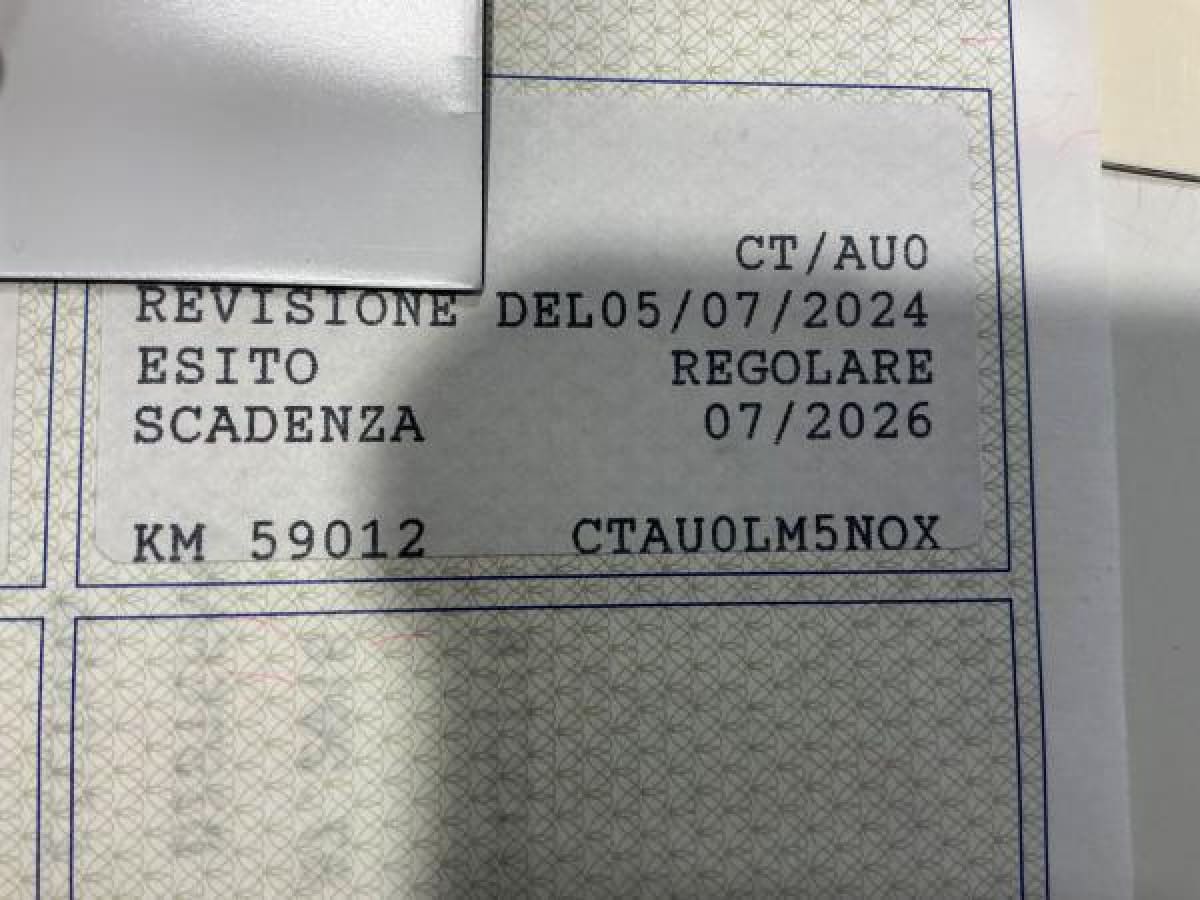 CT/AU0
REVISIONE DEL05/07/2024
ESITO REGOLARE
SCADENZA 07/2026
KM 59012 CTAU0LM5NOX